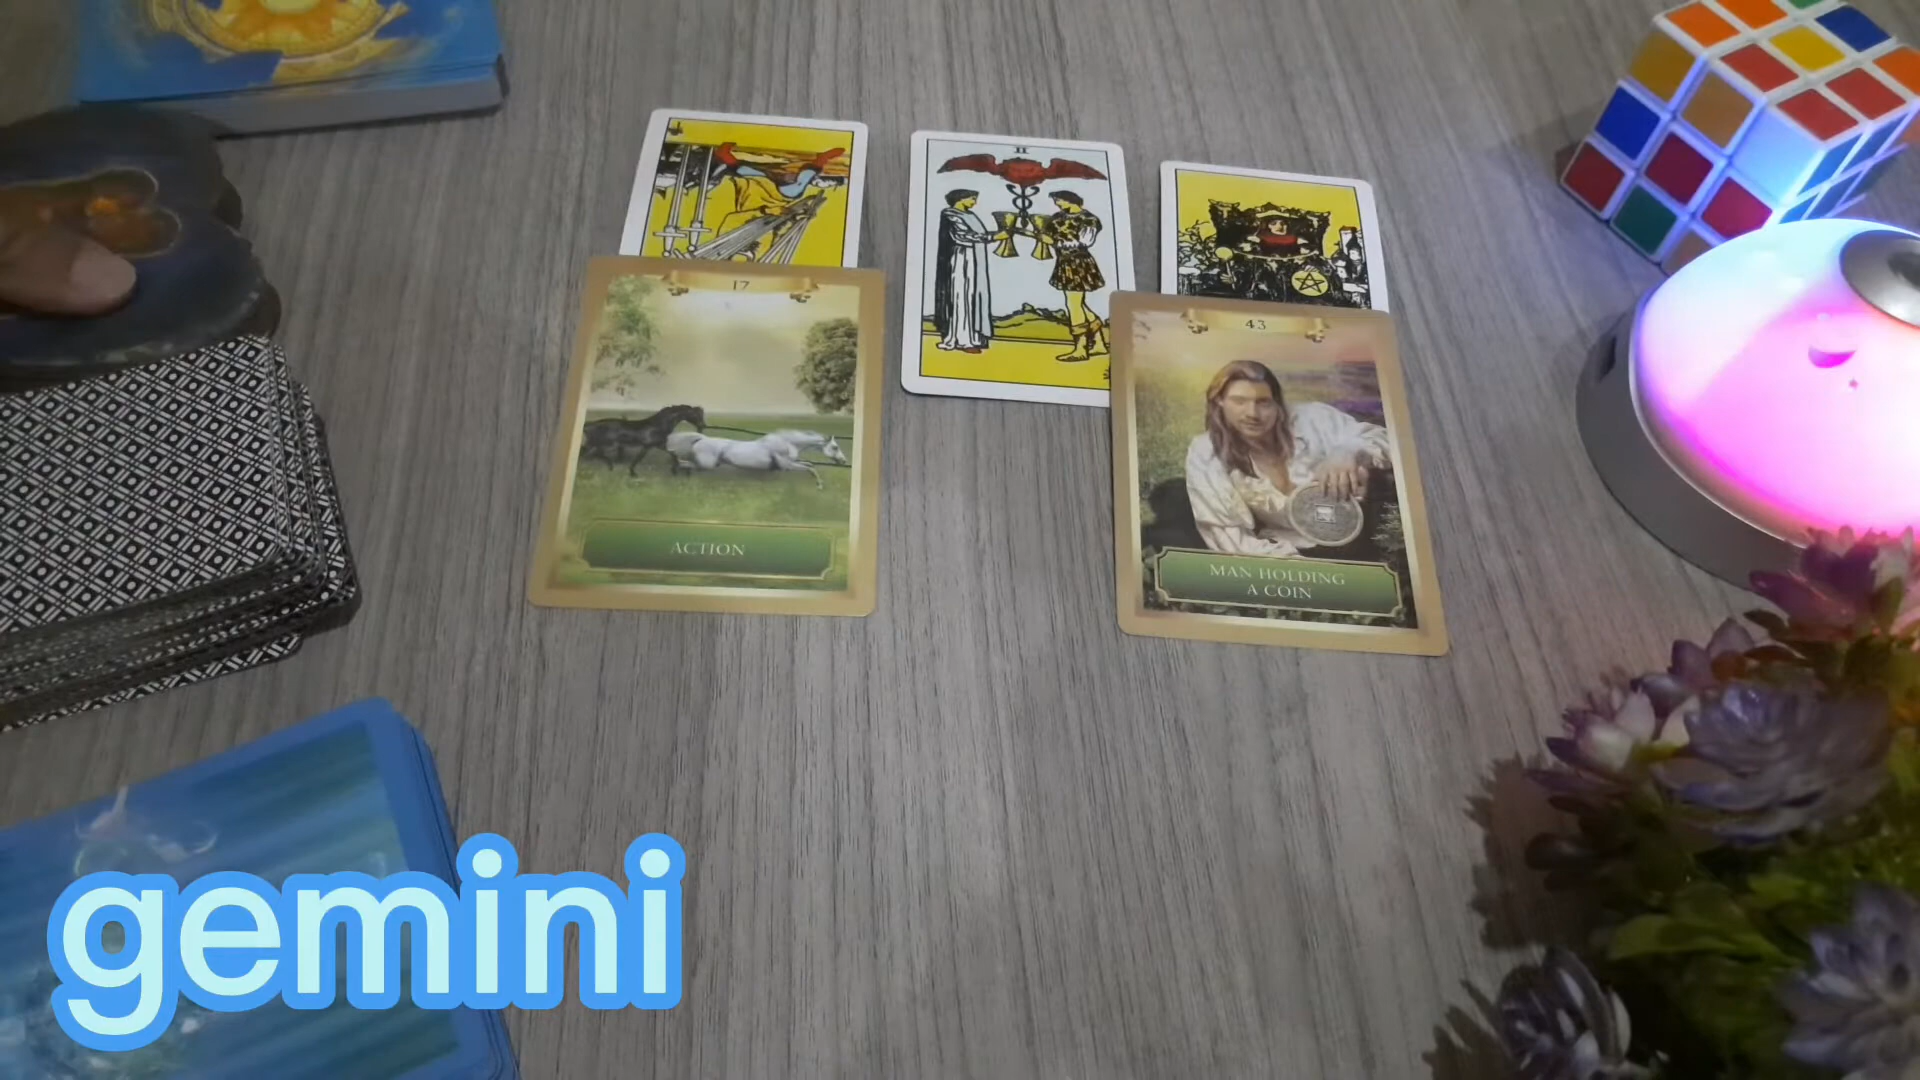 II
17
43
ACTION
MAN HOLDING
A COIN
gemini